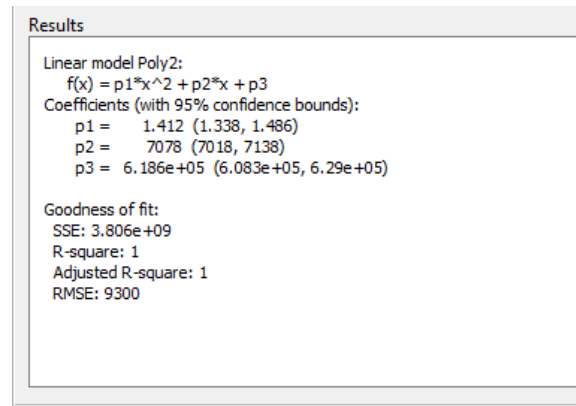 Results
Linear model Poly2:
f(x) = p1*x^2 + p2*x + p3
Coefficients (with 95% confidence bounds):
p1 = 1.412 (1.338, 1.486)
p2 = 7078 (7018, 7138)
p3 = 6.186e+05 (6.083e+05, 6.29e+05)
Goodness of fit:
SSE: 3.806e+09
R-square: 1
Adjusted R-square: 1
RMSE: 9300